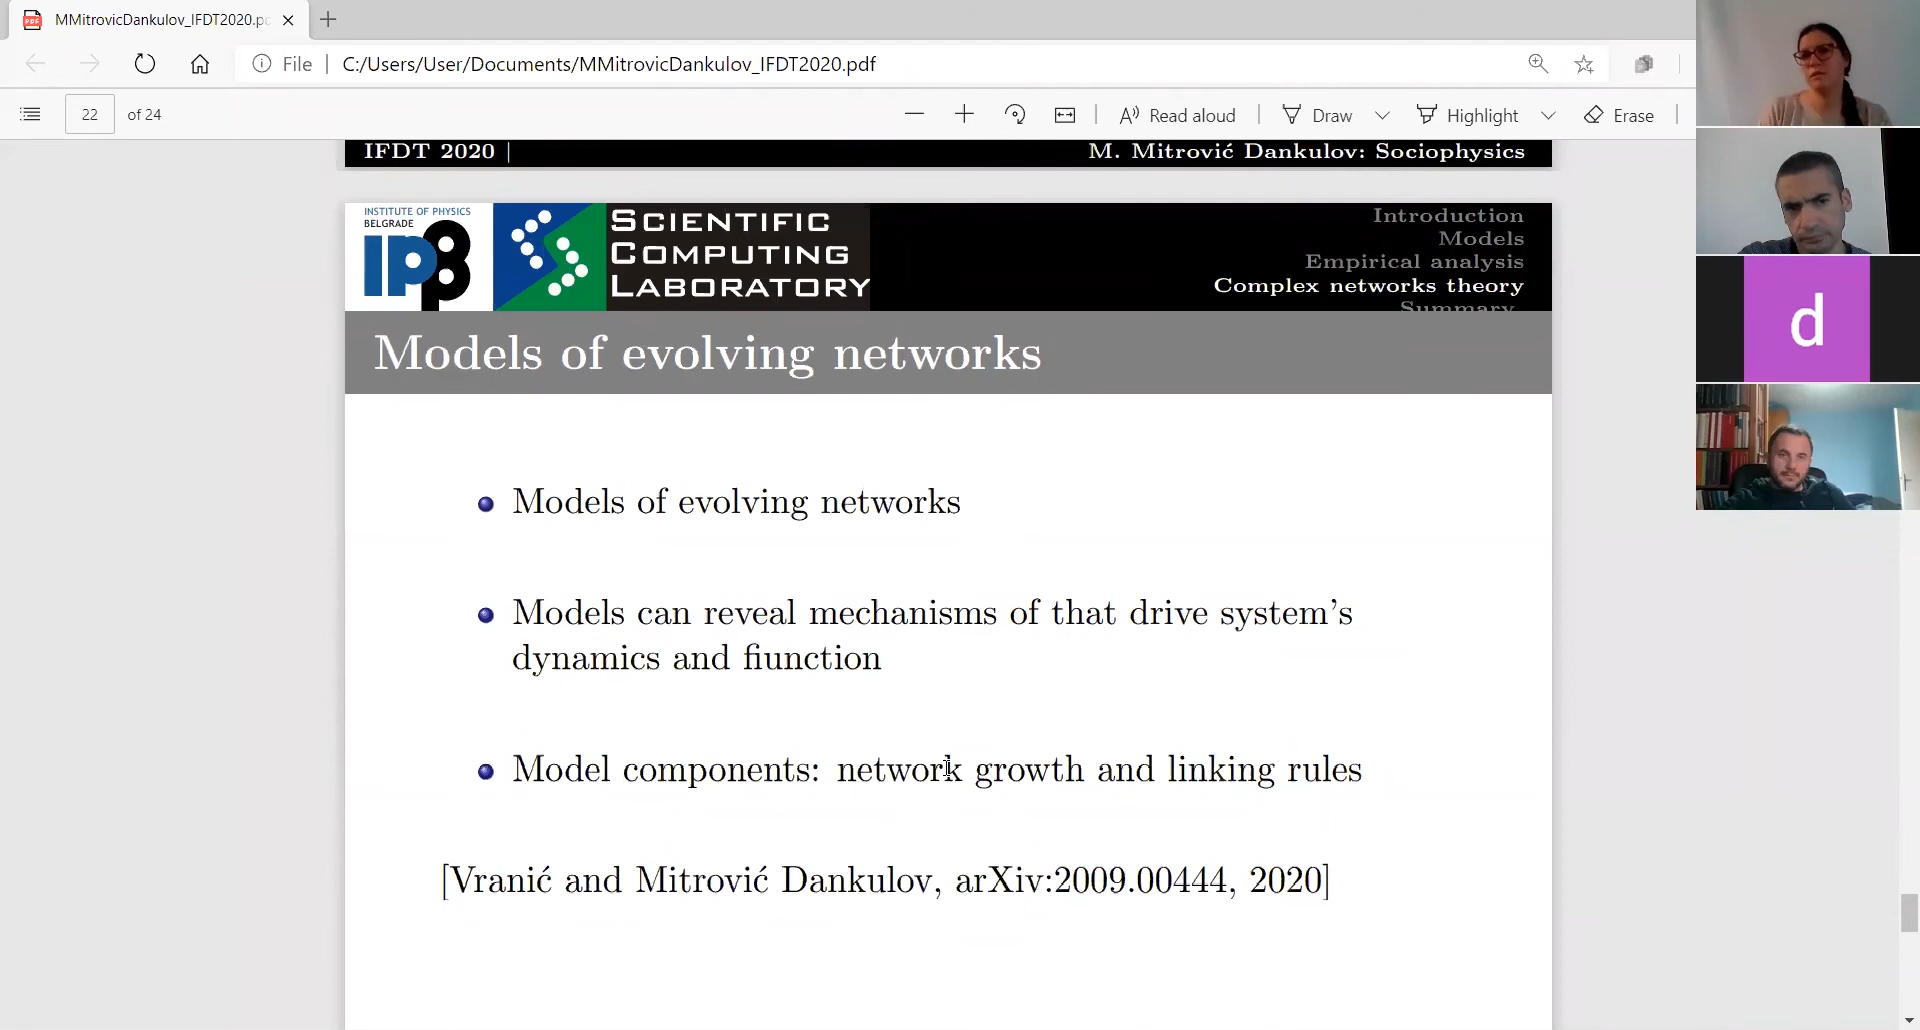 MMitrovicDankulov_IFDT2020.p
File
C:/Users/User/Documents/MMitrovicDankulov_IFDT2020.pdf
22 of 24
Read aloud
Draw
Highlight
Erase
IFDT 2020 |
M. Mitrović Dankulov: Sociophysics
INSTITUTE OF PHYSICS
BELGRADE
SCIENTIFIC
COMPUTING
LABORATORY
Introduction
Models
Empirical analysis
Complex networks theory
Summary
Models of evolving networks
Models of evolving networks
Models can reveal mechanisms of that drive system's
dynamics and fiunction
Model components: network growth and linking rules
[Vranić and Mitrović Dankulov, arXiv:2009.00444, 2020]
d